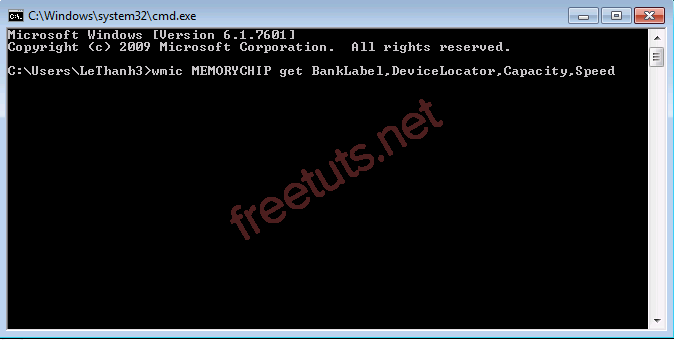 C:\Windows\system32\cmd.exe
Microsoft Windows [Version 6.1.7601]
Copyright (c) 2009 Microsoft Corporation.  All rights reserved.
C:\Users\LeThanh3>wmic MEMORYCHIP get BankLabel,DeviceLocator,Capacity,Speed
freetuts.net